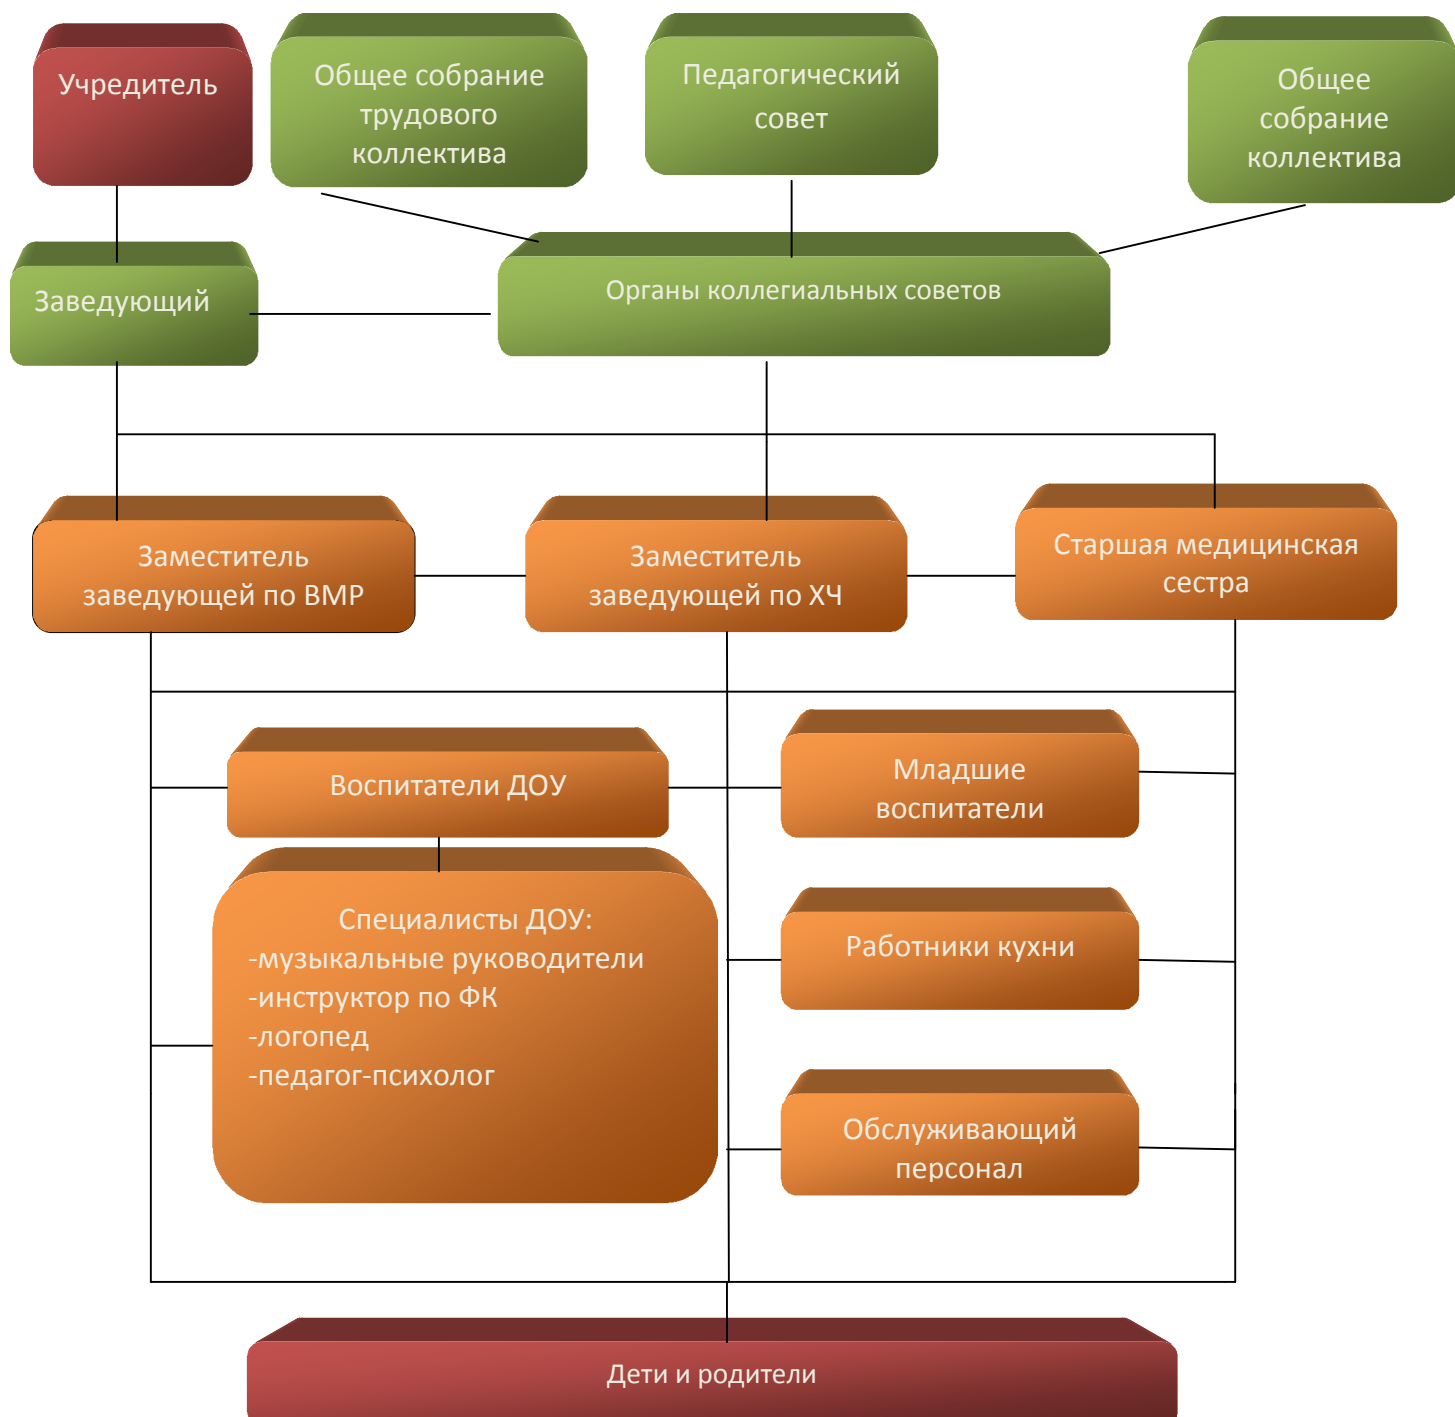 Учредитель
Общее собрание
трудового
коллектива
Педагогический
совет
Общее
собрание
коллектива
Заведующий
Органы коллегиальных советов
Заместитель
заведующей по ВМР
Заместитель
заведующей по ХЧ
Старшая медицинская
сестра
Воспитатели ДОУ
Младшие
воспитатели
Специалисты ДОУ:
-музыкальные руководители
-инструктор по ФК
-логопед
-педагог-психолог
Работники кухни
Обслуживающий
персонал
Дети и родители